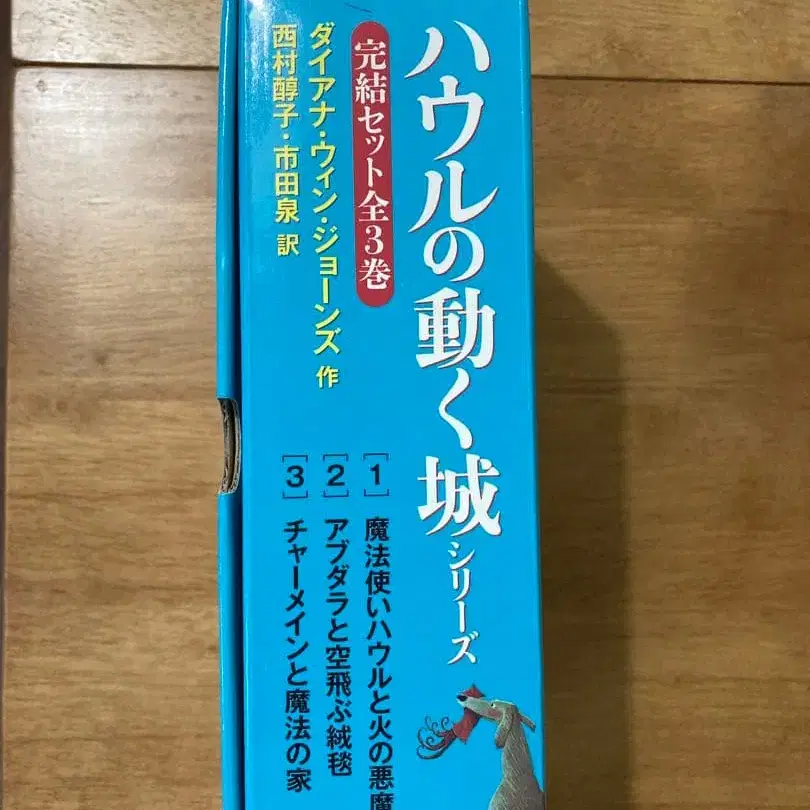 ハウルの動く城シリーズ
完結セット全3巻
ダイアナ・ウィン・ジョーンズ 作
西村醇子・市田泉 訳
[1] 魔法使いハウルと火の悪魔
[2] アブダラと空飛ぶ絨毯
[3] チャーメインと魔法の家